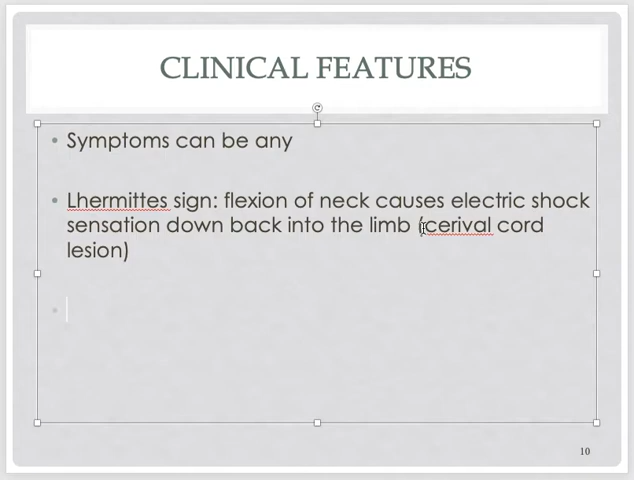 CLINICAL FEATURES
• Symptoms can be any
• Lhermittes sign: flexion of neck causes electric shock
sensation down back into the limb (cerival cord
lesion)
•
10